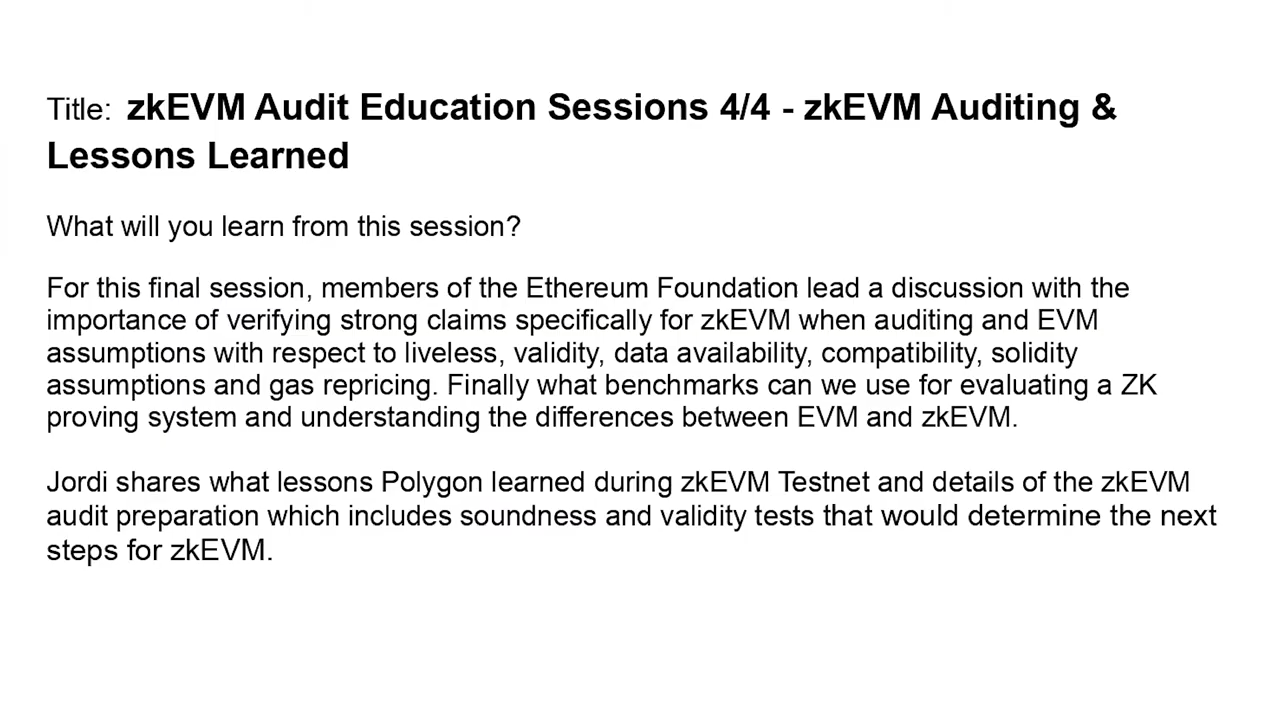 Title: zkEVM Audit Education Sessions 4/4 - zkEVM Auditing &
Lessons Learned
What will you learn from this session?
For this final session, members of the Ethereum Foundation lead a discussion with the
importance of verifying strong claims specifically for zkEVM when auditing and EVM
assumptions with respect to liveless, validity, data availability, compatibility, solidity
assumptions and gas repricing. Finally what benchmarks can we use for evaluating a ZK
proving system and understanding the differences between EVM and zkEVM.
Jordi shares what lessons Polygon learned during zkEVM Testnet and details of the zkEVM
audit preparation which includes soundness and validity tests that would determine the next
steps for zkEVM.